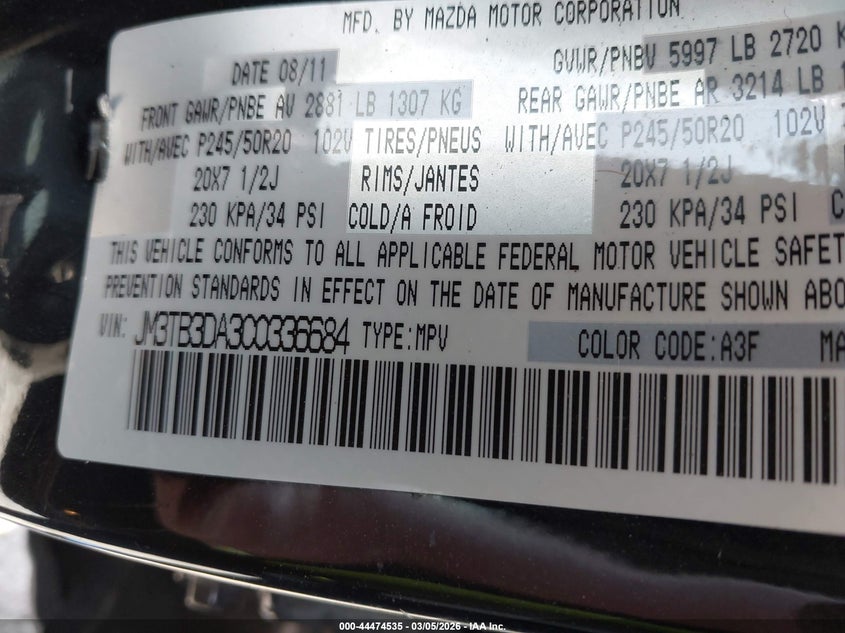 MFD. BY MAZDA MOTOR CORPORATION
DATE 08/11 GVWR/PNBV 5997 LB 2720 K
FRONT GAWR/PNBE AV 2881 LB 1307 KG REAR GAWR/PNBE AR 3214 LB 1
WITH/AVEC P245/50R20 102V TIRES/PNEUS WITH/AVEC P245/50R20 102V
20X7 1/2J RIMS/JANTES 20X7 1/2J
230 KPA/34 PSI COLD/A FROID 230 KPA/34 PSI C
THIS VEHICLE CONFORMS TO ALL APPLICABLE FEDERAL MOTOR VEHICLE SAFET
PREVENTION STANDARDS IN EFFECT ON THE DATE OF MANUFACTURE SHOWN ABO
VIN: JM3TB3DA3C0336684 TYPE:MPV COLOR CODE:A3F MA
000-44474535 - 03/05/2026 - IAA Inc.